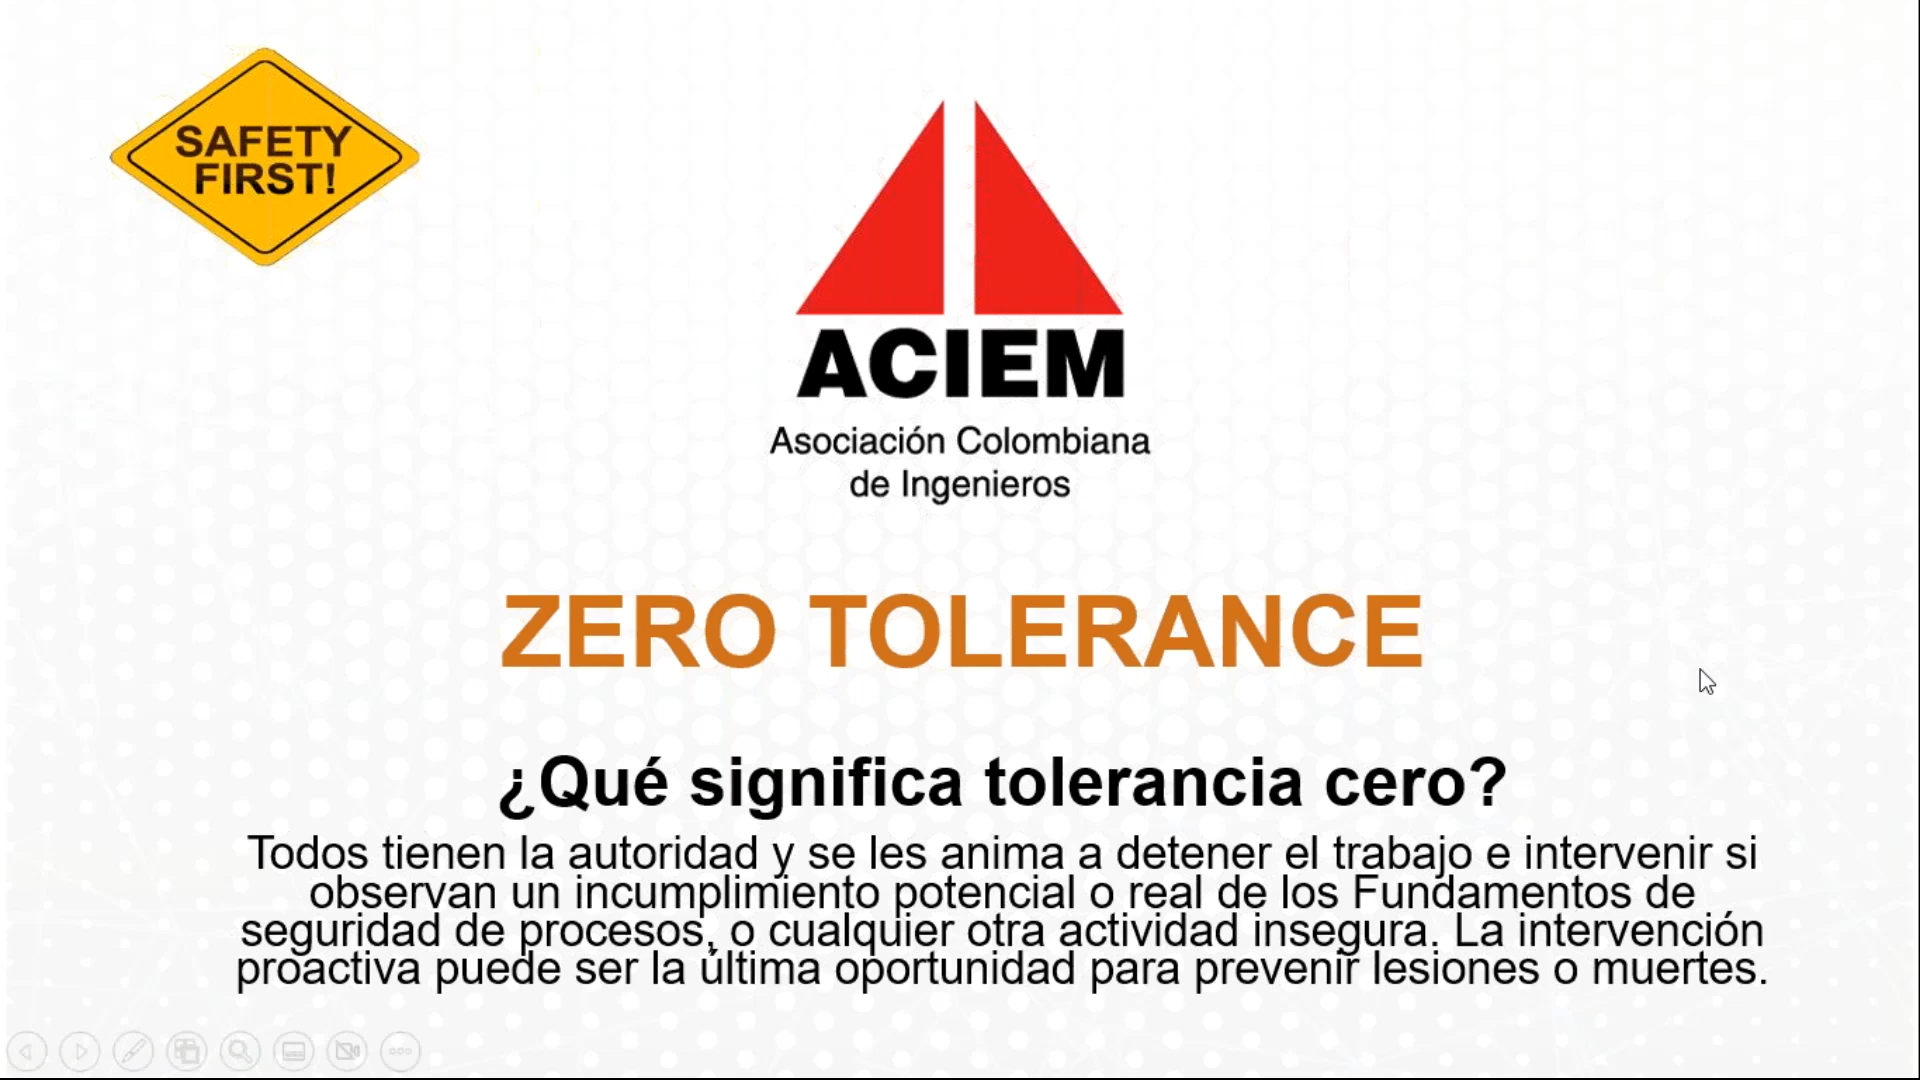 SAFETY
FIRST!
ACIEM
Asociación Colombiana
de Ingenieros
ZERO TOLERANCE
¿Qué significa tolerancia cero?
Todos tienen la autoridad y se les anima a detener el trabajo e intervenir si
observan un incumplimiento potencial o real de los Fundamentos de
seguridad de procesos, o cualquier otra actividad insegura. La intervención
proactiva puede ser la última oportunidad para prevenir lesiones o muertes.